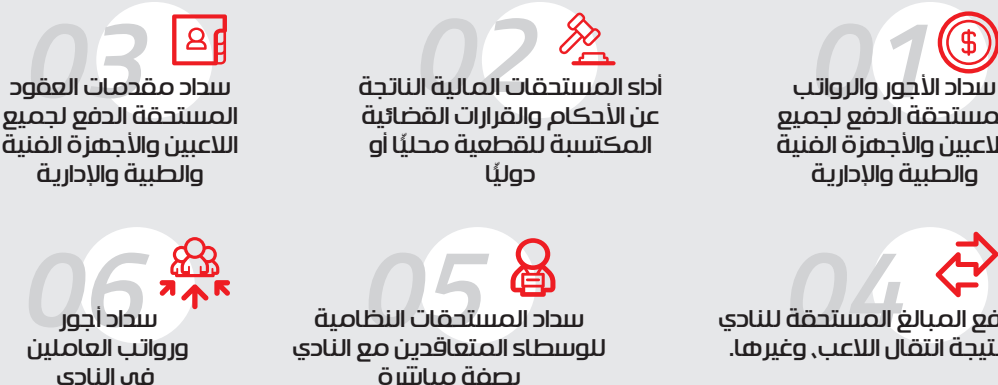 01
سداد الأجور والرواتب
المستحقة الدفع لجميع
اللاعبين والأجهزة الفنية
والطبية والإدارية
02
أداء المستحقات المالية الناتجة
عن الأحكام والقرارات القضائية
المكتسبة للقطعية محليًا أو
دوليًا
03
سداد مقدمات العقود
المستحقة الدفع لجميع
اللاعبين والأجهزة الفنية
والطبية والإدارية
04
دفع المبالغ المستحقة للنادي
نتيجة انتقال اللاعب، وغيرها.
05
سداد المستحقات النظامية
للوسطاء المتعاقدين مع النادي
بصفة مباشرة
06
سداد أجور
ورواتب العاملين
في النادي